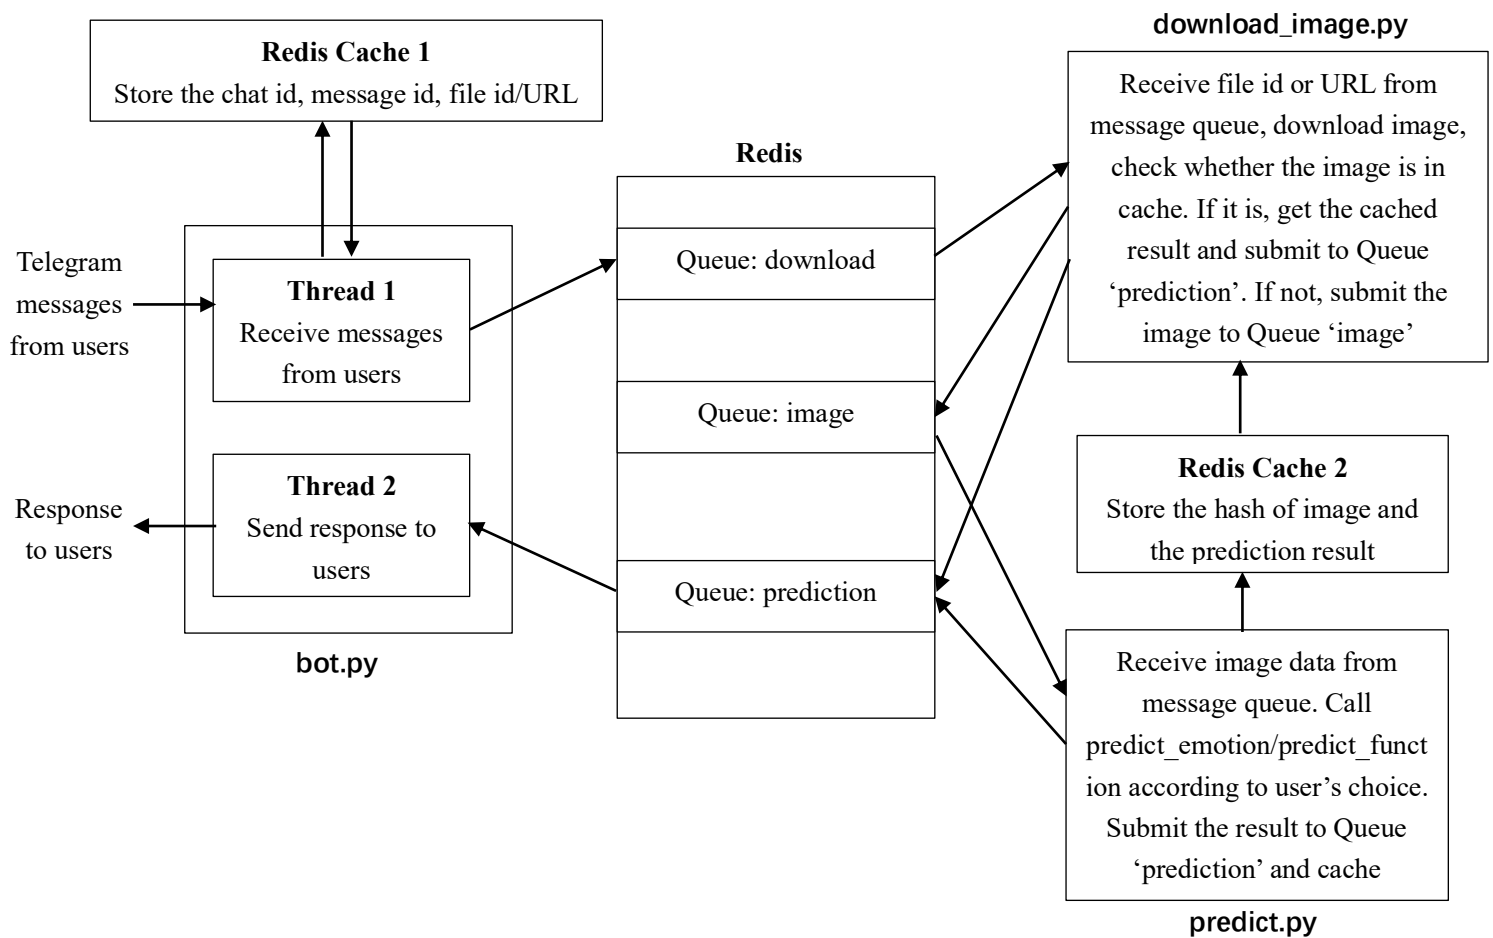 Redis Cache 1
Store the chat id, message id, file id/URL
Telegram
messages
from users
Thread 1
Receive messages
from users
Response
to users
Thread 2
Send response to
users
bot.py
Redis
Queue: download
Queue: image
Queue: prediction
download_image.py
Receive file id or URL from
message queue, download image,
check whether the image is in
cache. If it is, get the cached
result and submit to Queue
‘prediction’. If not, submit the
image to Queue ‘image’
Redis Cache 2
Store the hash of image and
the prediction result
Receive image data from
message queue. Call
predict_emotion/predict_funct
ion according to user’s choice.
Submit the result to Queue
‘prediction’ and cache
predict.py